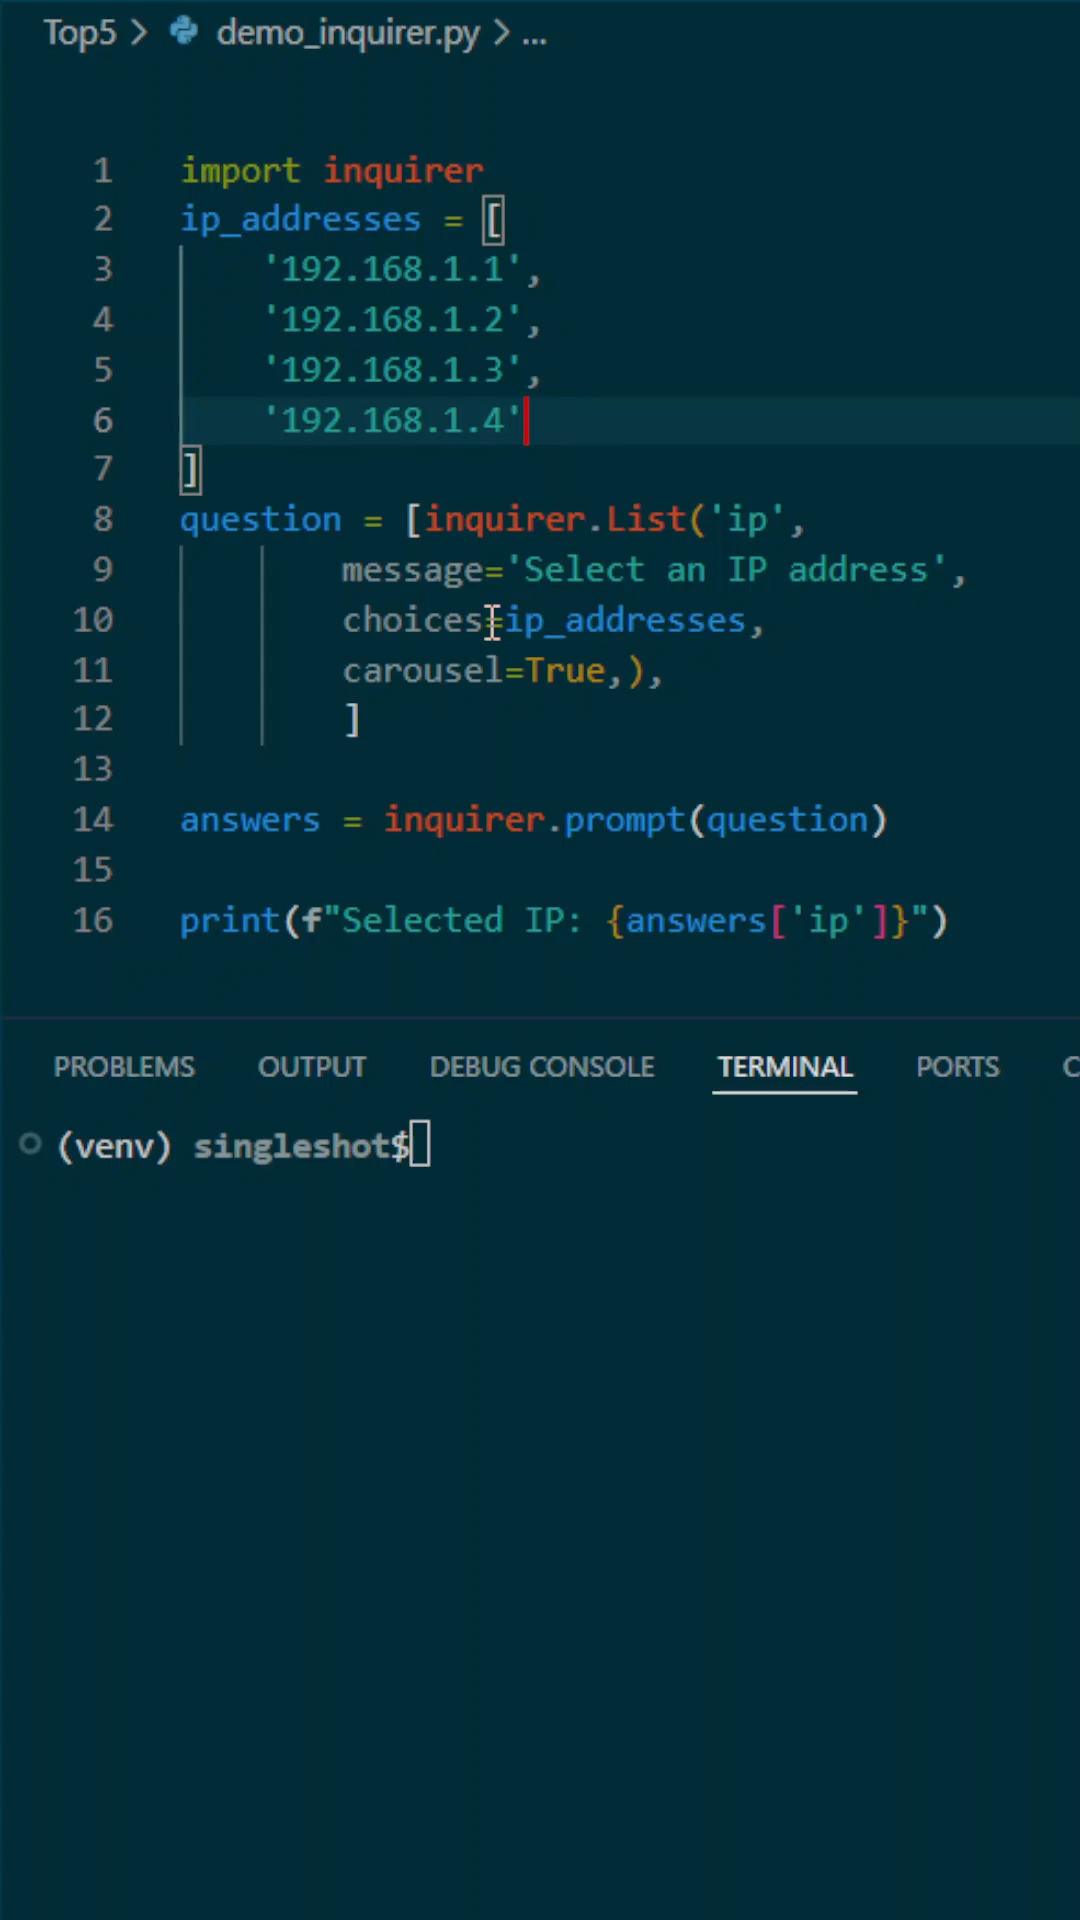 Top5 > demo_inquirer.py > ...
1 import inquirer
2 ip_addresses = [
3     '192.168.1.1',
4     '192.168.1.2',
5     '192.168.1.3',
6     '192.168.1.4'
7 ]
8 question = [inquirer.List('ip',
9         message='Select an IP address',
10         choices=ip_addresses,
11         carousel=True,),
12         ]
13
14 answers = inquirer.prompt(question)
15
16 print(f"Selected IP: {answers['ip']}")
PROBLEMS OUTPUT DEBUG CONSOLE TERMINAL PORTS
(venv) singleshot$